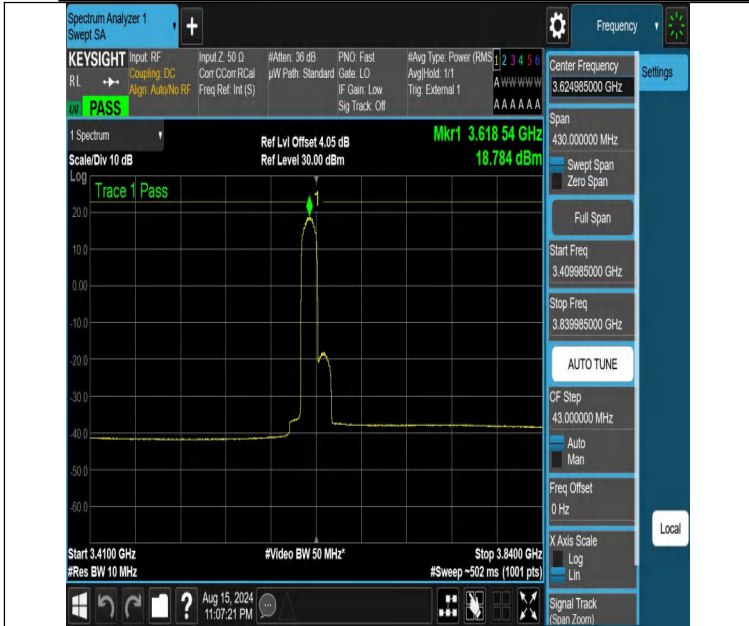 Spectrum Analyzer 1
Swept SA
+
Frequency
KEYSIGHT
RL
LXI
PASS
Input: RF
Coupling: DC
Align: Auto/No RF
Input Z: 50 Ω
Corr CCorr RCal
Freq Ref: Int (S)
#Atten: 36 dB
µW Path: Standard
PNO: Fast
Gate: LO
IF Gain: Low
Sig Track: Off
#Avg Type: Power (RMS
Avg|Hold: 1/1
Trig: External 1
1 2 3 4 5 6
A W W W W W
A A A A A A
Center Frequency
3.624985000 GHz
Settings
1 Spectrum
Scale/Div 10 dB
Ref Lvl Offset 4.05 dB
Ref Level 30.00 dBm
Mkr1 3.618 54 GHz
18.784 dBm
Span
430.000000 MHz
Swept Span
Zero Span
Log
Trace 1 Pass
1
20.0
10.0
0.00
-10.0
-20.0
-30.0
-40.0
-50.0
-60.0
Full Span
Start Freq
3.409985000 GHz
Stop Freq
3.839985000 GHz
AUTO TUNE
CF Step
43.000000 MHz
Auto
Man
Freq Offset
0 Hz
Local
X Axis Scale
Log
Lin
Signal Track
(Span Zoom)
Start 3.4100 GHz
#Res BW 10 MHz
#Video BW 50 MHz*
Stop 3.8400 GHz
#Sweep ~502 ms (1001 pts)
?
Aug 15, 2024
11:07:21 PM